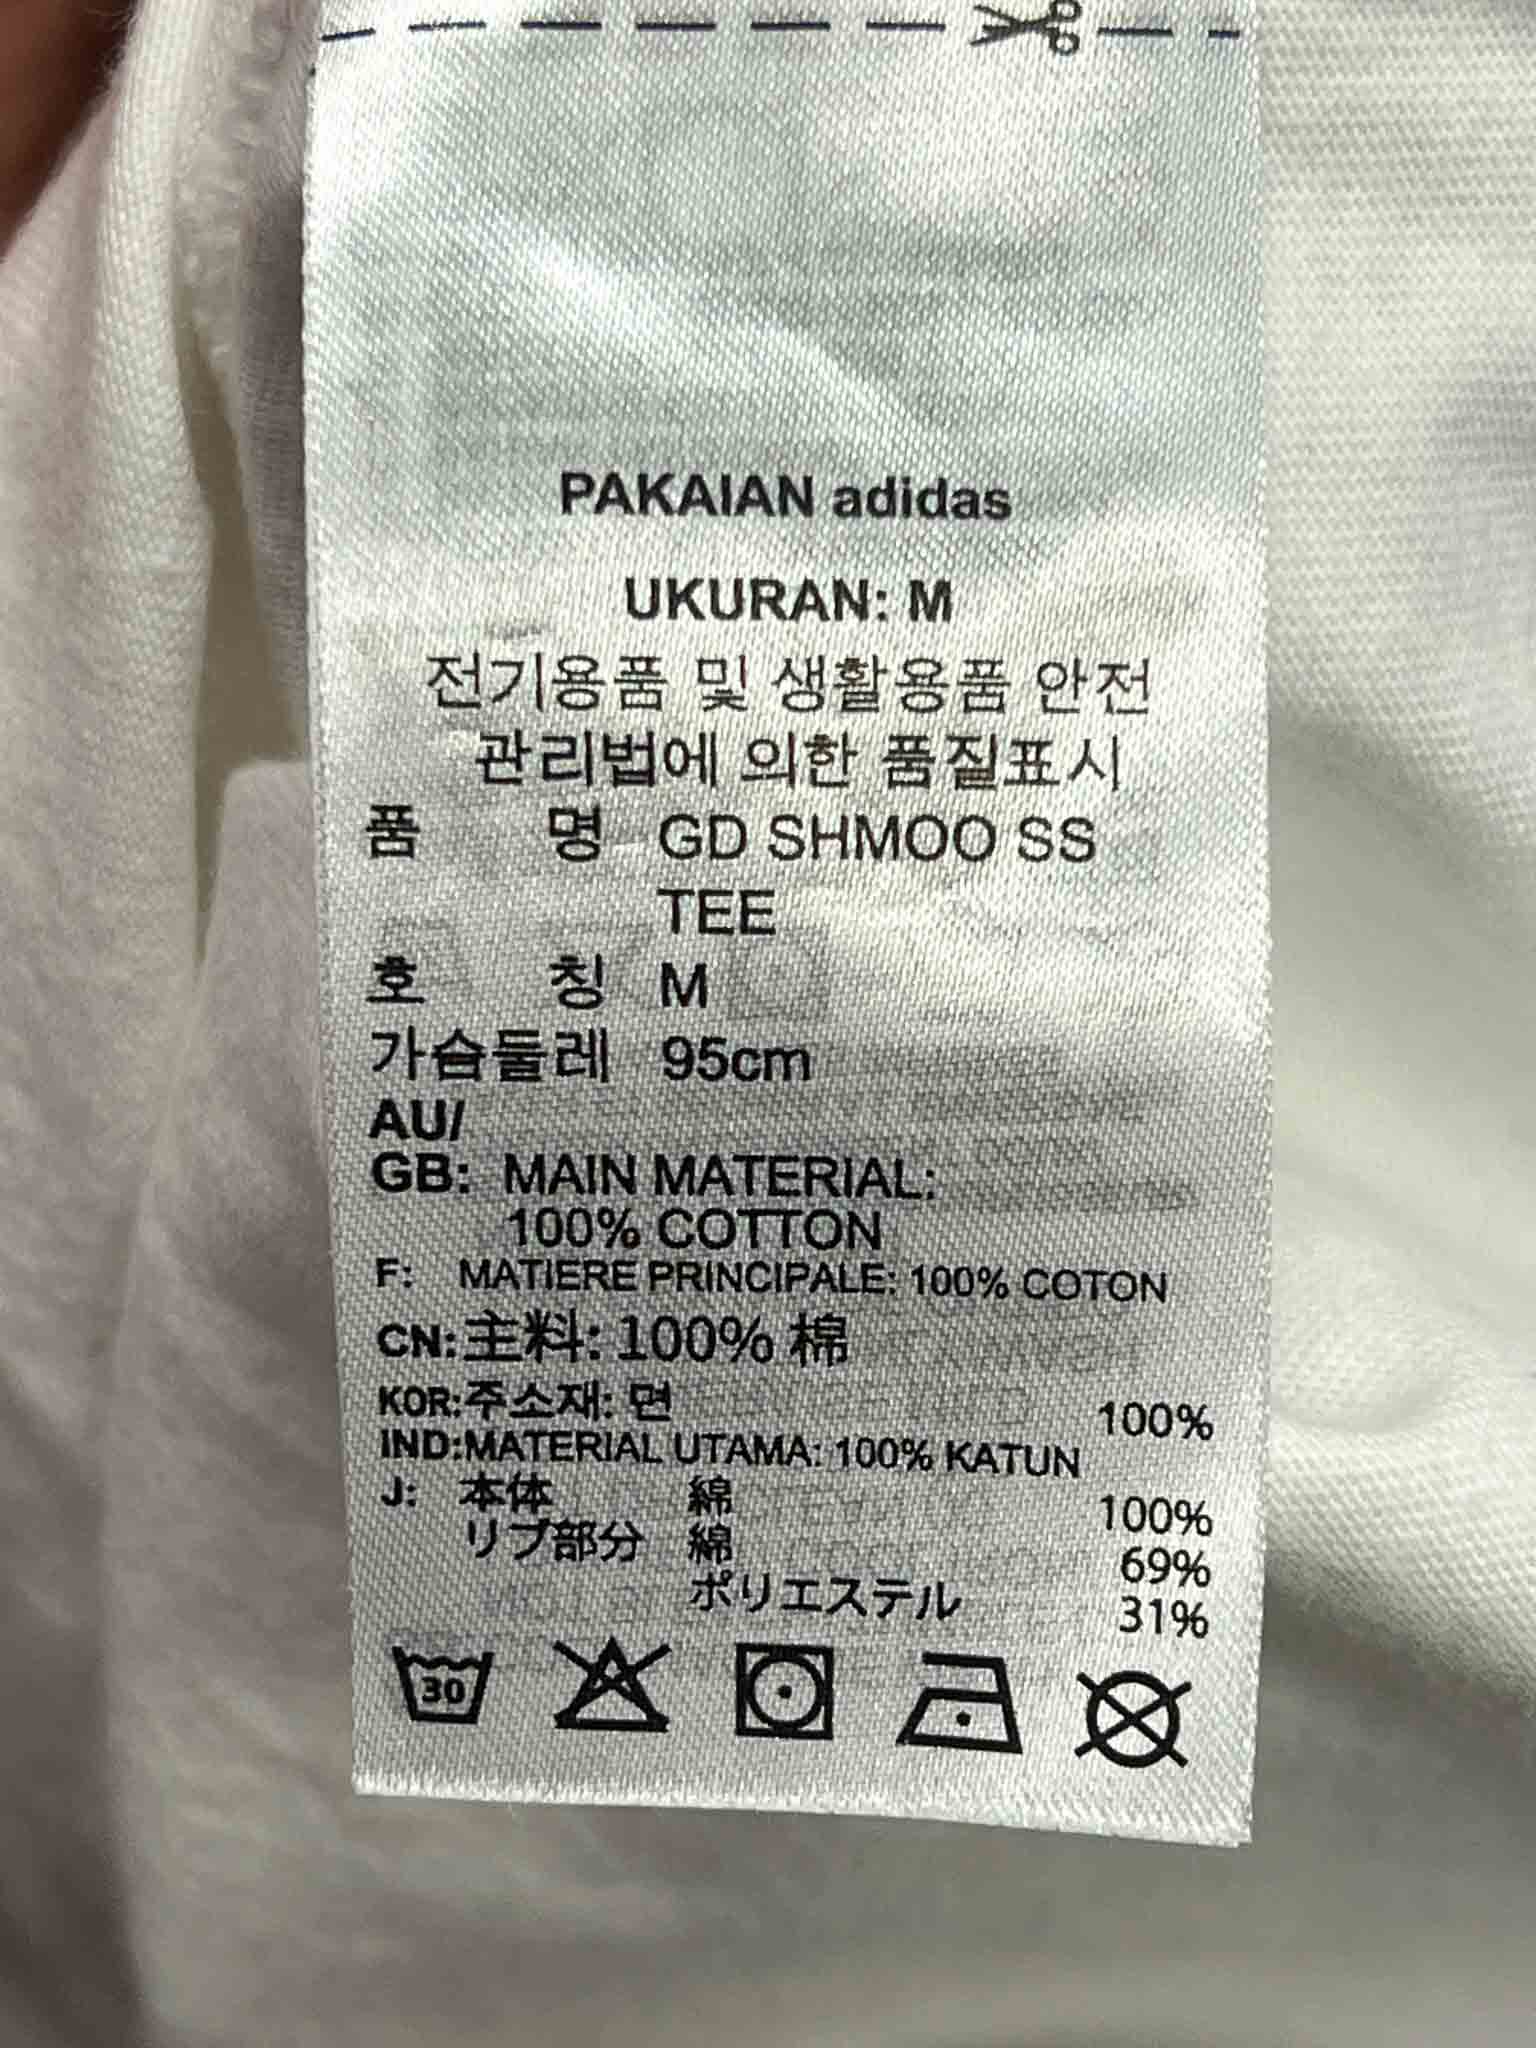 PAKAIAN adidas
UKURAN: M
전기용품 및 생활용품 안전
관리법에 의한 품질표시
품 명 GD SHMOO SS
TEE
호 칭 M
가슴둘레 95cm
AU/
GB: MAIN MATERIAL:
100% COTTON
F: MATIERE PRINCIPALE: 100% COTON
CN:主料: 100% 棉
KOR:주소재: 면 100%
IND:MATERIAL UTAMA: 100% KATUN
J: 本体 綿 100%
リブ部分 綿 69%
ポリエステル 31%
30